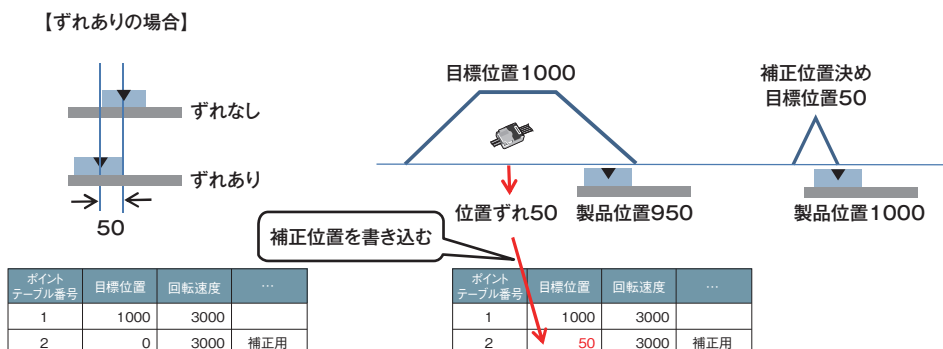 【ずれありの場合】
ずれなし
ずれあり
50
目標位置1000
補正位置決め
目標位置50
位置ずれ50
製品位置950
製品位置1000
補正位置を書き込む
ポイント
テーブル番号 目標位置 回転速度 …
1 1000 3000
2 0 3000 補正用
ポイント
テーブル番号 目標位置 回転速度 …
1 1000 3000
2 50 3000 補正用